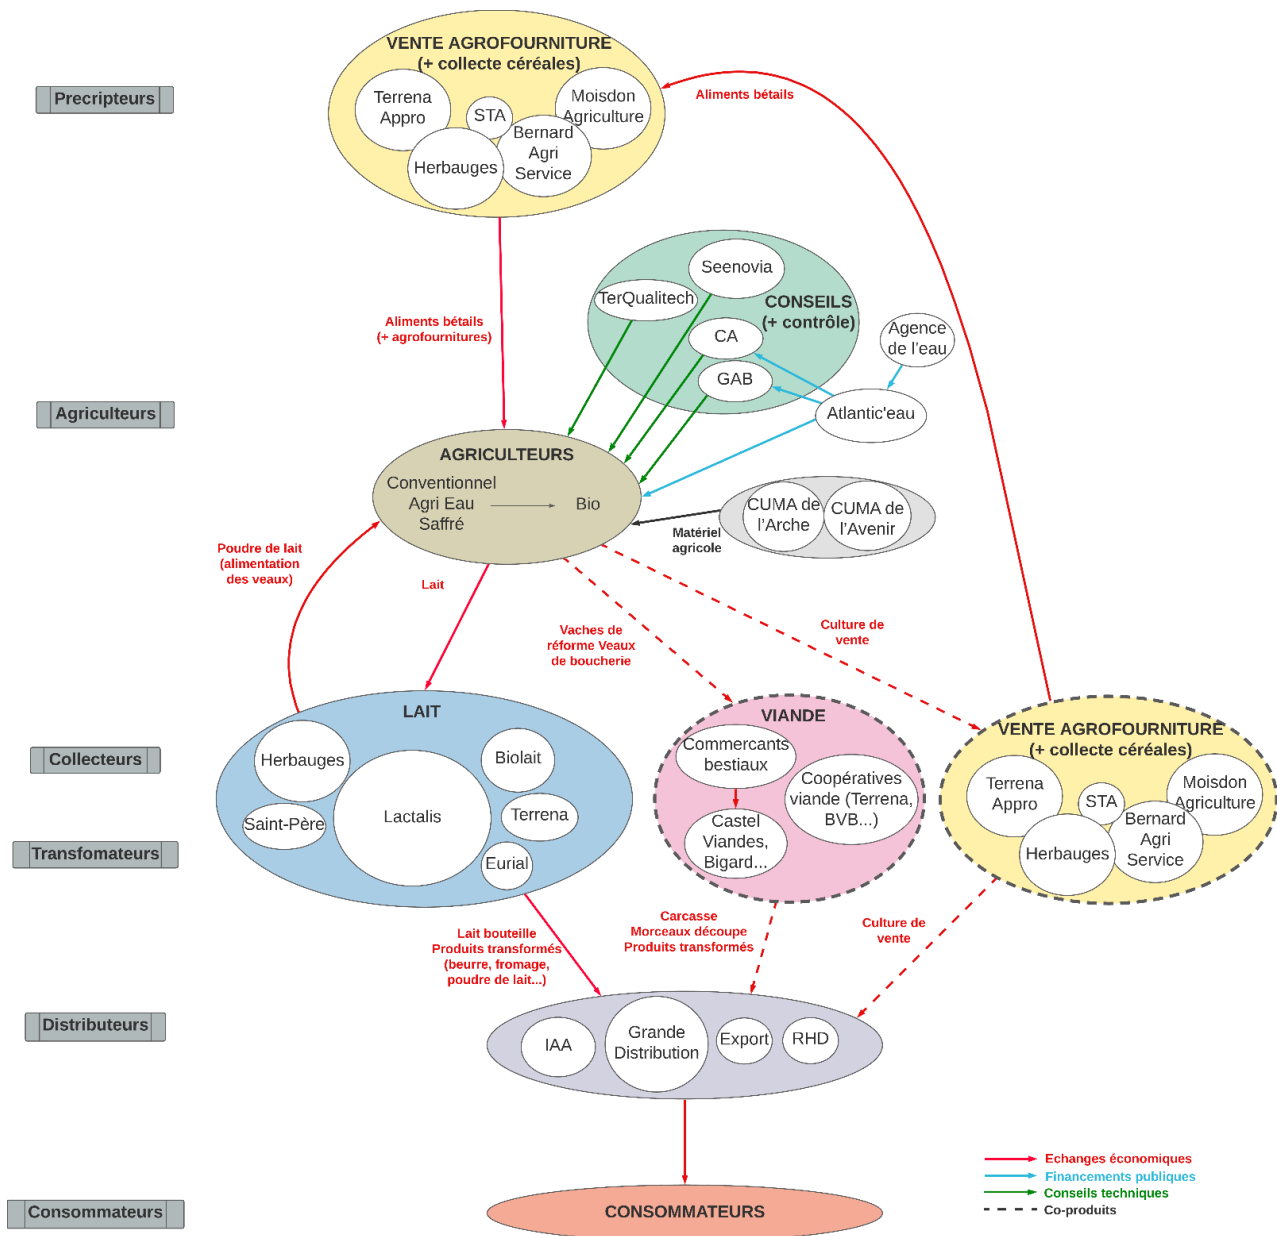 VENTE AGROFOURNITURE
(+ collecte céréales)
Terrena
Appro
STA
Moisdon
Agriculture
Herbauges
Bernard
Agri
Service
Aliments bétails
Precripteurs
Seenovia
TerQualitech
CONSEILS
(+ contrôle)
CA
GAB
Agence
de l'eau
Atlantic'eau
Aliments bétails
(+ agrofournitures)
Agriculteurs
AGRICULTEURS
Conventionnel
Agri Eau
Saffré
Bio
CUMA de
l'Arche
CUMA de
l'Avenir
Matériel
agricole
Poudre de lait
(alimentation
des veaux)
Lait
Vaches de
réforme Veaux
de boucherie
Culture de
vente
Collecteurs
Transfomateurs
LAIT
Herbauges
Biolait
Lactalis
Saint-Père
Terrena
Eurial
VIANDE
Commercants
bestiaux
Coopératives
viande (Terrena,
BVB...)
Castel
Viandes,
Bigard...
VENTE AGROFOURNITURE
(+ collecte céréales)
Terrena
Appro
STA
Moisdon
Agriculture
Herbauges
Bernard
Agri
Service
Lait bouteille
Produits transformés
(beurre, fromage,
poudre de lait...)
Carcasse
Morceaux découpe
Produits transformés
Culture de
vente
Distributeurs
IAA
Grande
Distribution
Export
RHD
Consommateurs
CONSOMMATEURS
Echanges économiques
Financements publiques
Conseils techniques
Co-produits